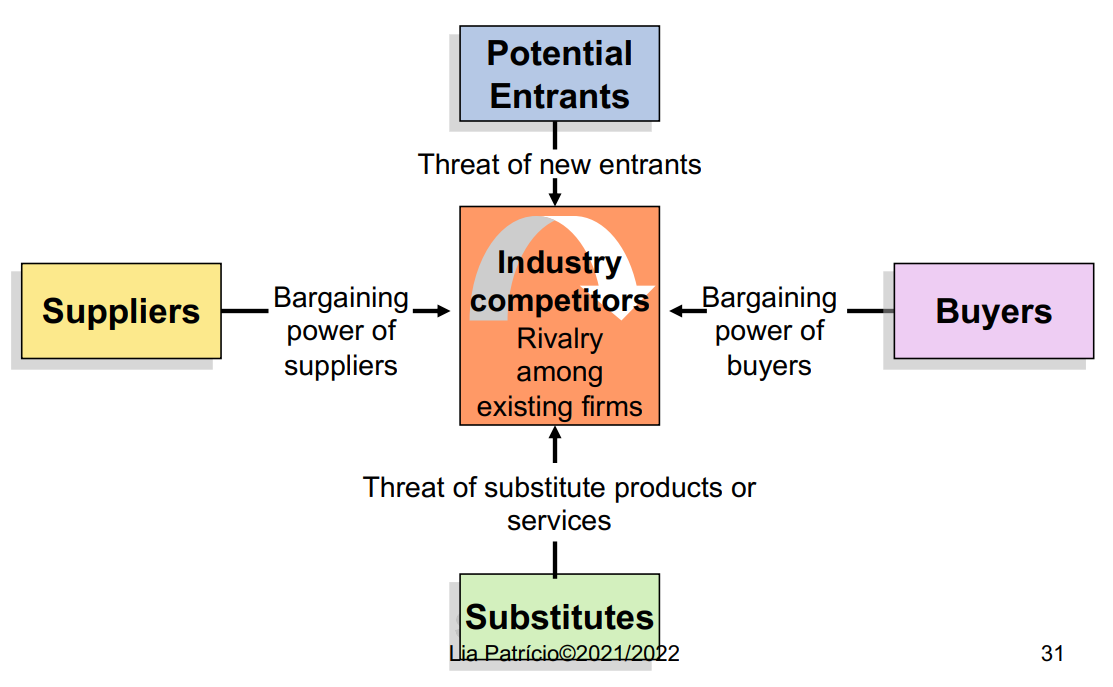 Potential
Entrants
Threat of new entrants
Suppliers
Bargaining
power of
suppliers
Industry
competitors
Rivalry
among
existing firms
Bargaining
power of
buyers
Buyers
Threat of substitute products or
services
Substitutes
Lia Patrício©2021/2022
31